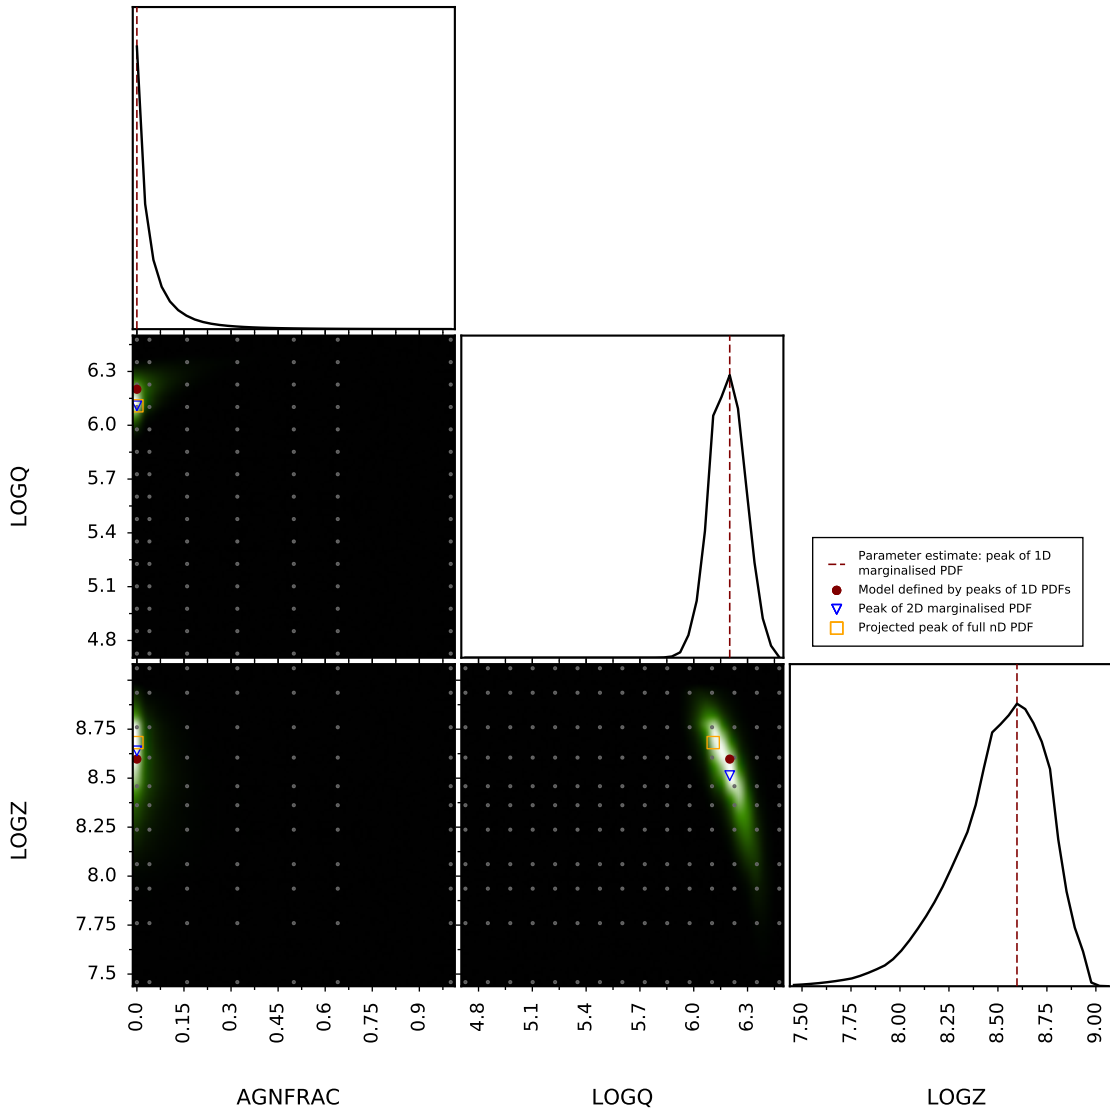 6.3
6.0
5.7
5.4
5.1
4.8
LOGQ
Parameter estimate: peak of 1D
marginalised PDF
Model defined by peaks of 1D PDFs
Peak of 2D marginalised PDF
Projected peak of full nD PDF
8.75
8.5
8.25
8.0
7.75
7.5
LOGZ
0.0 0.15 0.3 0.45 0.6 0.75 0.9
4.8 5.1 5.4 5.7 6.0 6.3
7.50 7.75 8.00 8.25 8.50 8.75 9.00
AGNFRAC LOGQ LOGZ